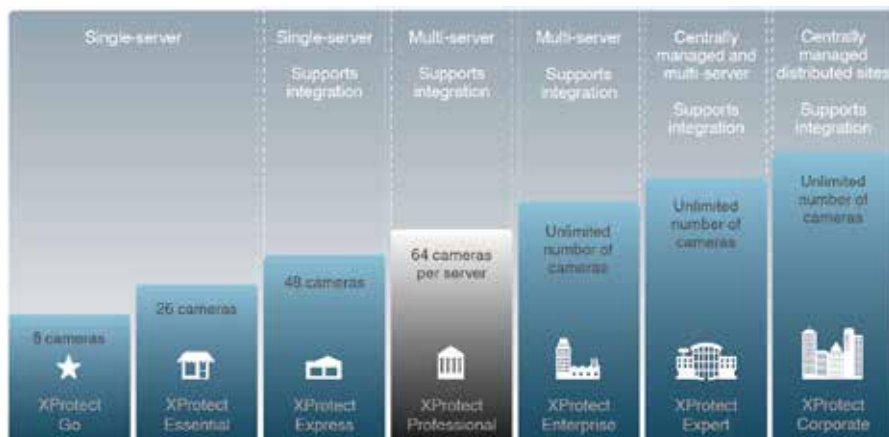 Single-server
Single-server
Supports
integration
Multi-server
Supports
integration
Multi-server
Supports
integration
Centrally
managed and
multi-server
Supports
integration
Centrally
managed
distributed sites
Supports
integration
8 cameras
XProtect
Go
26 cameras
XProtect
Essential
48 cameras
XProtect
Express
64 cameras
per server
XProtect
Professional
Unlimited
number of
cameras
XProtect
Enterprise
Unlimited
number of
cameras
XProtect
Expert
Unlimited
number of
cameras
XProtect
Corporate